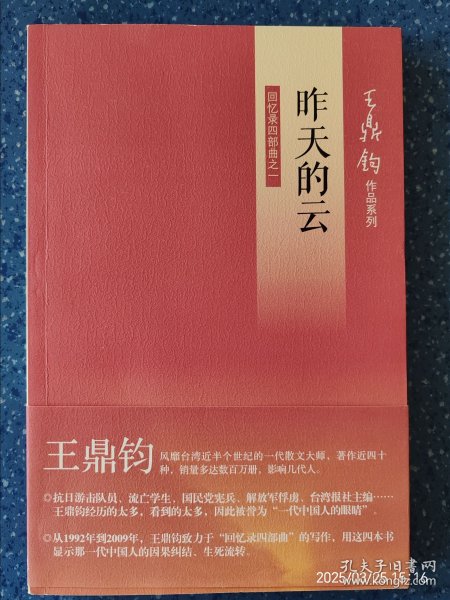 王鼎钧
作品系列
昨天的云
回忆录四部曲之一
王鼎钧
风靡台湾近半个世纪的一代散文大师、著作近四十
种，销量多达数百万册，影响几代人。
◎抗日游击队员、流亡学生，国民党宪兵、解放军俘虏、台湾报社主编……
王鼎钧经历的太多，看到的太多，因此被誉为“一代中国人的眼睛”。
◎从1992年到2009年，王鼎钧致力于“回忆录四部曲”的写作，用这四本书
显示那一代中国人的因果纠结、生死流转。
2025/03/25 15:16
孔夫子旧书网